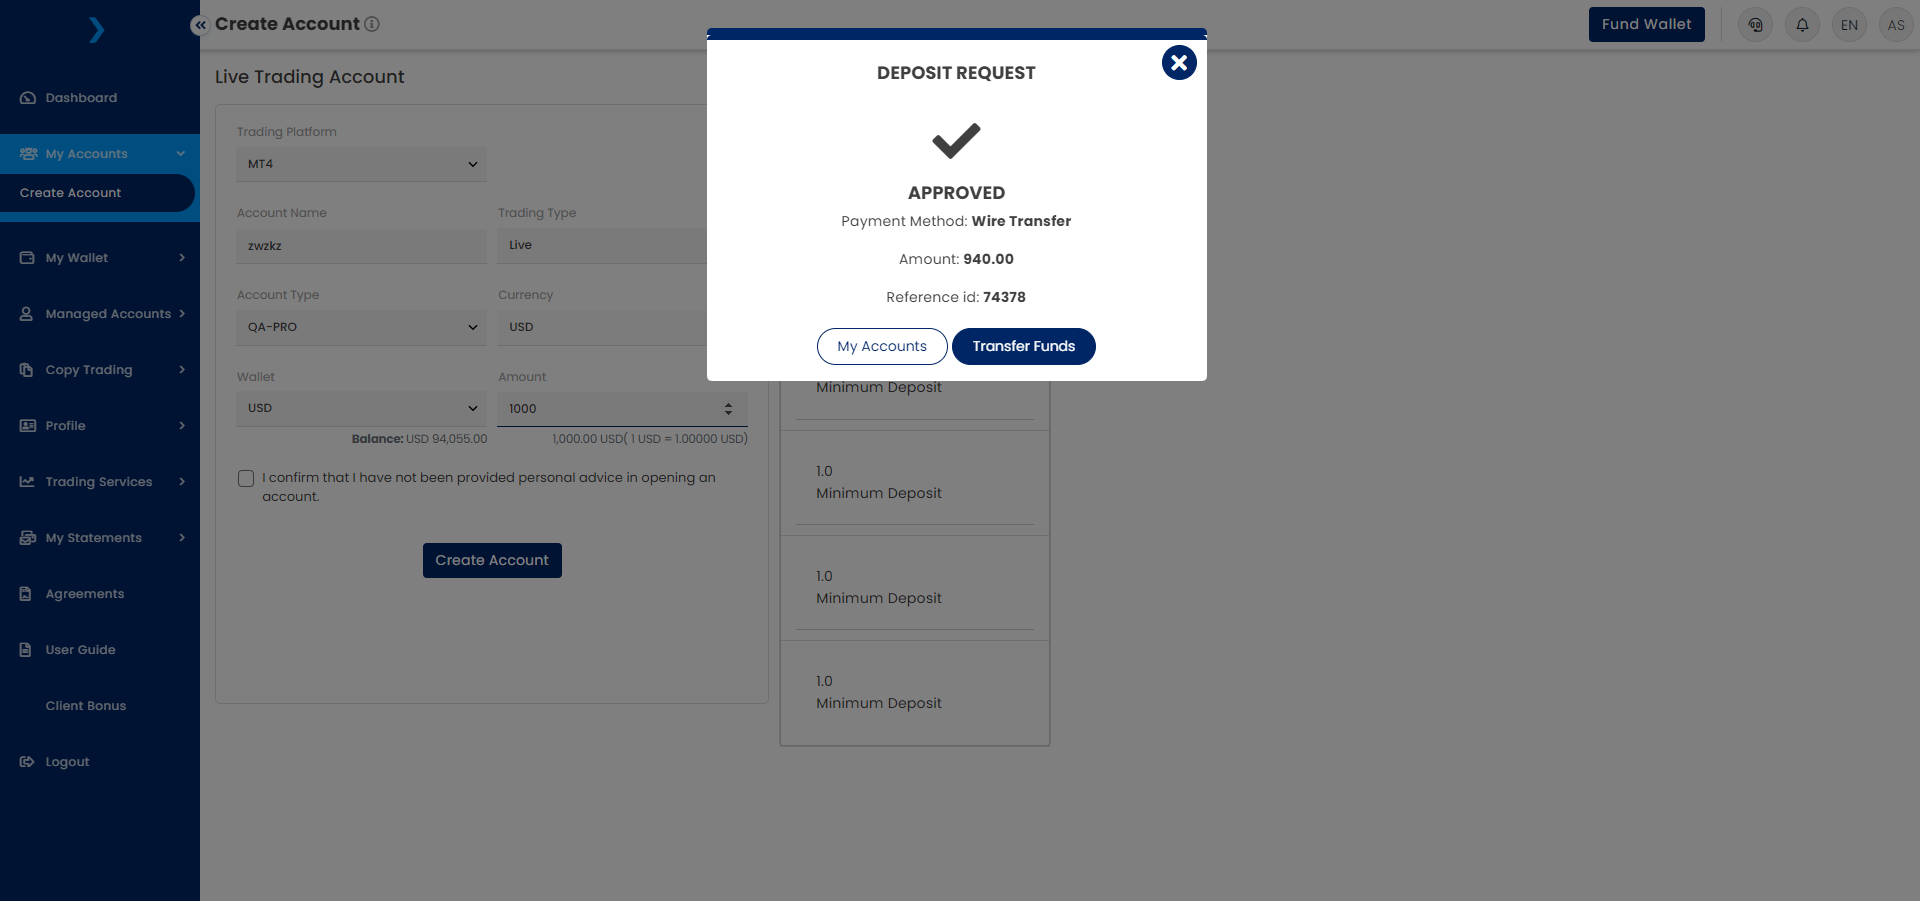 Create Account
Fund Wallet
EN
AS
Dashboard
My Accounts
Create Account
My Wallet
Managed Accounts
Copy Trading
Profile
Trading Services
My Statements
Agreements
User Guide
Client Bonus
Logout
Live Trading Account
Trading Platform
MT4
Account Name
Trading Type
zwzkz
Live
Account Type
Currency
QA-PRO
USD
Wallet
Amount
USD
1000
Balance: USD 94,055.00
1,000.00 USD( 1 USD = 1.00000 USD)
I confirm that I have not been provided personal advice in opening an
account.
Create Account
DEPOSIT REQUEST
APPROVED
Payment Method: Wire Transfer
Amount: 940.00
Reference id: 74378
My Accounts
Transfer Funds
Minimum Deposit
1.0
Minimum Deposit
1.0
Minimum Deposit
1.0
Minimum Deposit